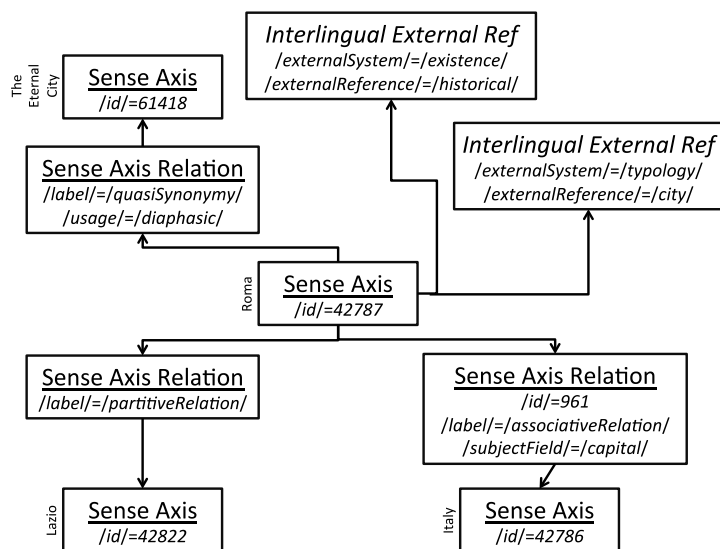 Interlingual External Ref
/externalSystem/=/existence/
/externalReference/=/historical/
The
Eternal
City
Sense Axis
/id/=61418
Interlingual External Ref
/externalSystem/=/typology/
/externalReference/=/city/
Sense Axis Relation
/label/=/quasiSynonymy/
/usage/=/diaphasic/
Roma
Sense Axis
/id/=42787
Sense Axis Relation
/label/=/partitiveRelation/
Sense Axis Relation
/id/=961
/label/=/associativeRelation/
/subjectField/=/capital/
Lazio
Sense Axis
/id/=42822
Italy
Sense Axis
/id/=42786